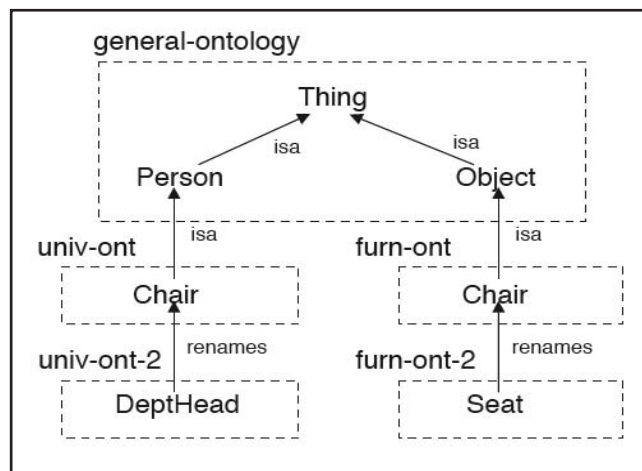 general-ontology
Thing
isa isa
Person Object
isa isa
univ-ont furn-ont
Chair Chair
renames renames
univ-ont-2 furn-ont-2
DeptHead Seat